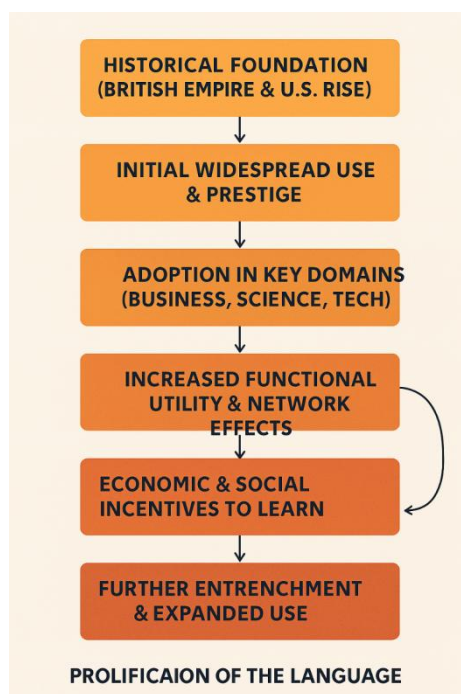 HISTORICAL FOUNDATION
(BRITISH EMPIRE & U.S. RISE)
INITIAL WIDESPREAD USE
& PRESTIGE
ADOPTION IN KEY DOMAINS
(BUSINESS, SCIENCE, TECH)
INCREASED FUNCTIONAL
UTILITY & NETWORK
EFFECTS
ECONOMIC & SOCIAL
INCENTIVES TO LEARN
FURTHER ENTRENCHMENT
& EXPANDED USE
PROLIFICAION OF THE LANGUAGE